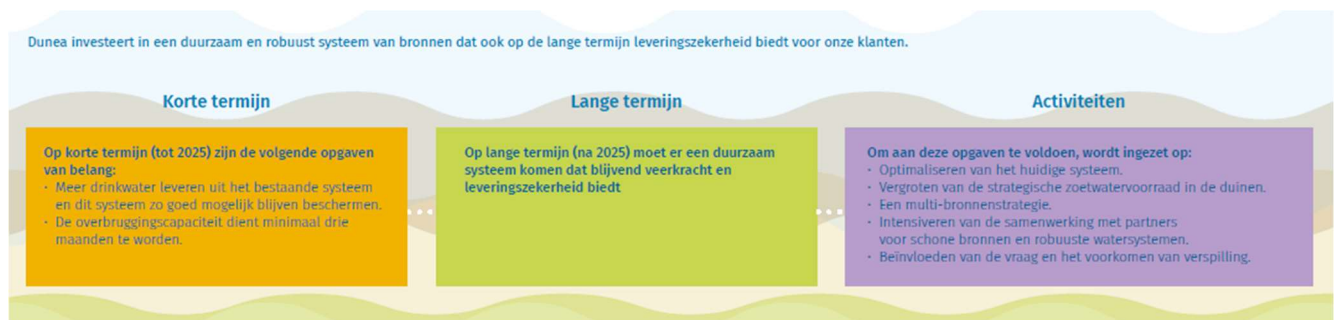 Dunea investeert in een duurzaam en robuust systeem van bronnen dat ook op de lange termijn leveringszekerheid biedt voor onze klanten.
Korte termijn
Op korte termijn (tot 2025) zijn de volgende opgaven
van belang:
· Meer drinkwater leveren uit het bestaande systeem
en dit systeem zo goed mogelijk blijven beschermen.
· De overbruggingscapaciteit dient minimaal drie
maanden te worden.
Lange termijn
Op lange termijn (na 2025) moet er een duurzaam
systeem komen dat blijvend veerkracht en
leveringszekerheid biedt
Activiteiten
Om aan deze opgaven te voldoen, wordt ingezet op:
· Optimaliseren van het huidige systeem.
· Vergroten van de strategische zoetwatervoorraad in de duinen.
· Een multi-bronnenstrategie.
· Intensiveren van de samenwerking met partners
voor schone bronnen en robuuste watersystemen.
· Beïnvloeden van de vraag en het voorkomen van verspilling.